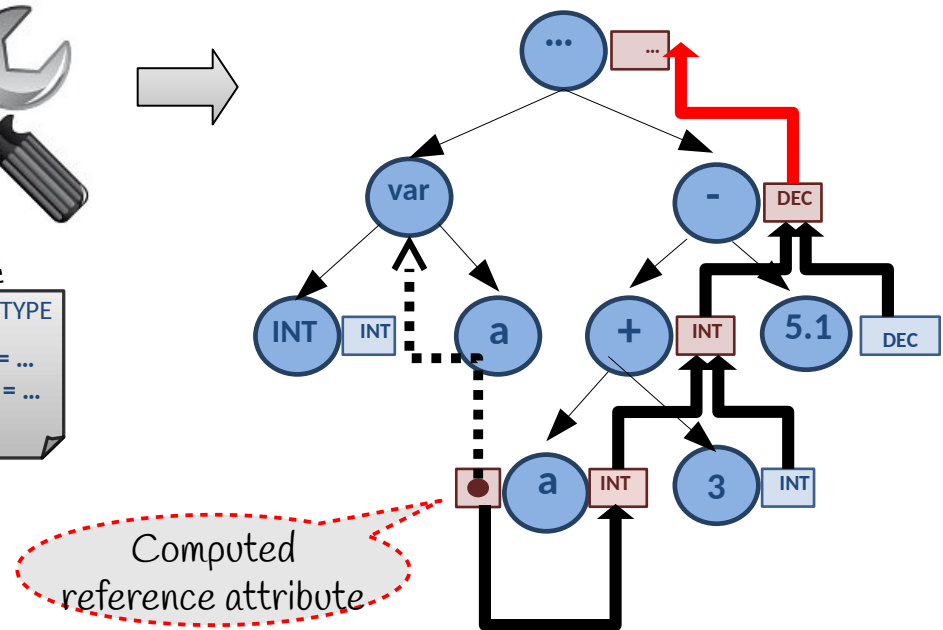 ... ...
var
- DEC
INT INT a
+ INT 5.1 DEC
TYPE
= ...
= ...
a INT 3 INT
Computed
reference attribute